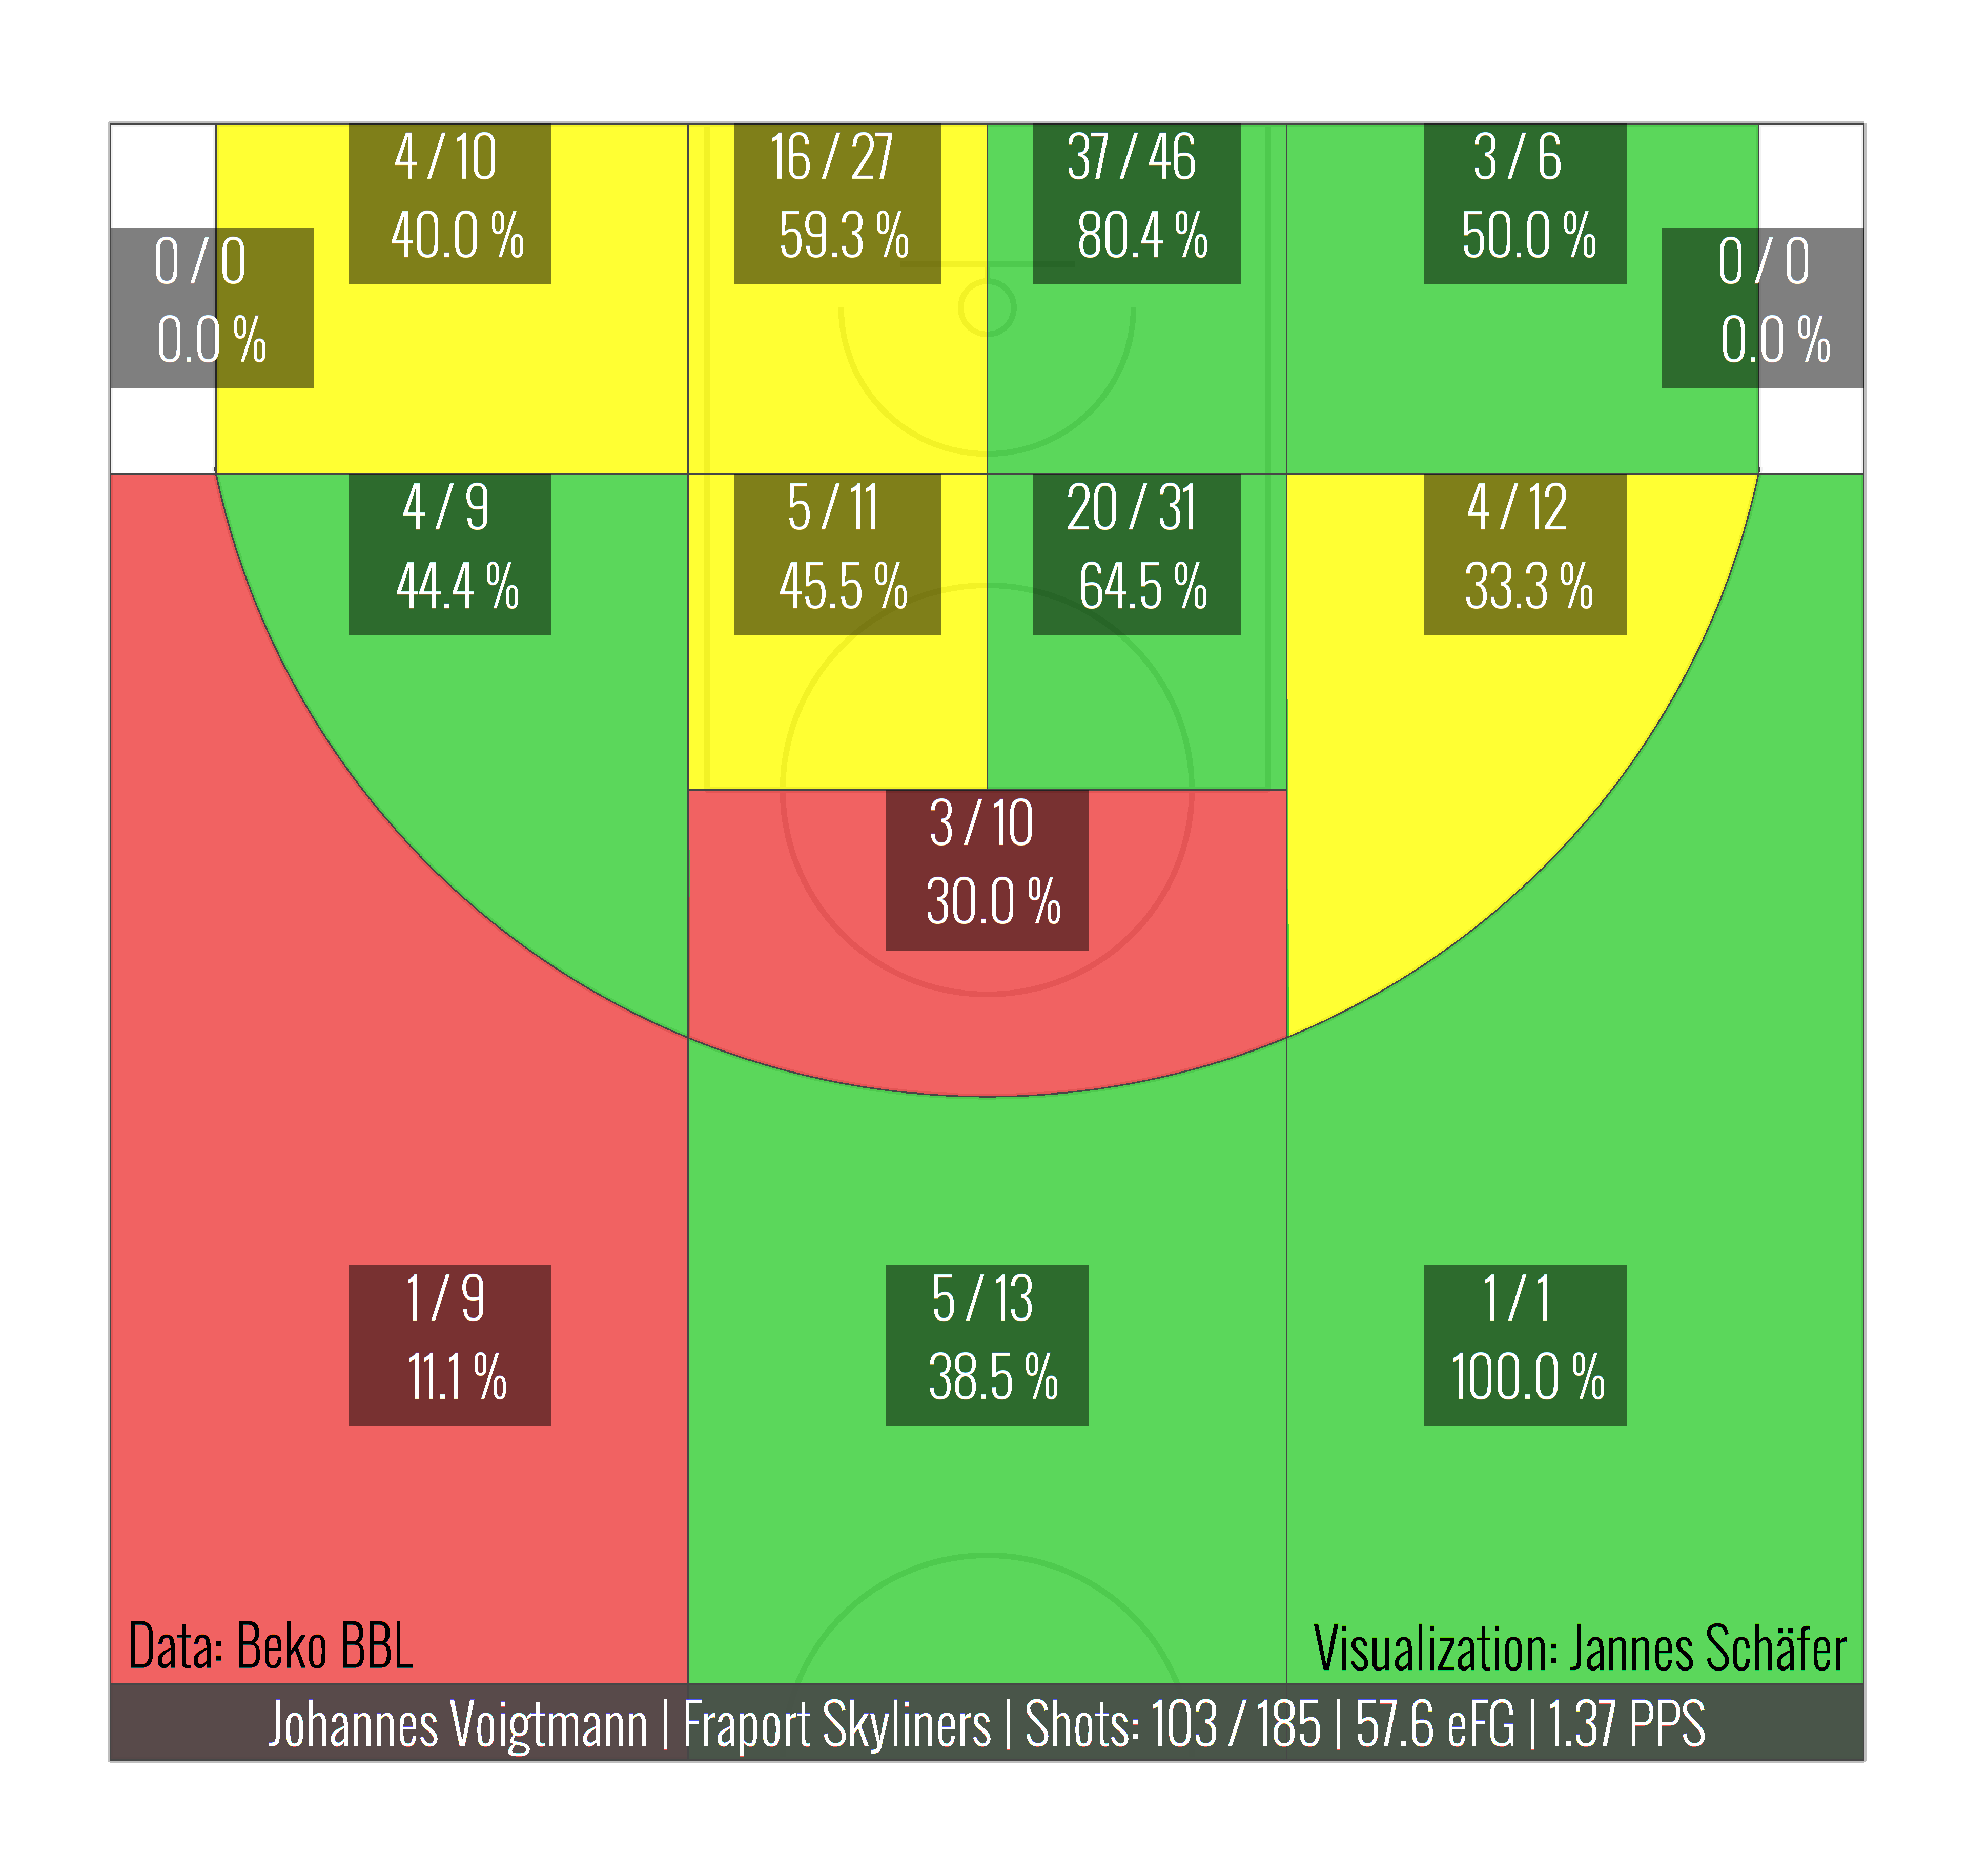 4 / 10
40.0 %
16 / 27
59.3 %
37 / 46
80.4 %
3 / 6
50.0 %
0 / 0
0.0 %
0 / 0
0.0 %
4 / 9
44.4 %
5 / 11
45.5 %
20 / 31
64.5 %
4 / 12
33.3 %
3 / 10
30.0 %
1 / 9
11.1 %
5 / 13
38.5 %
1 / 1
100.0 %
Data: Beko BBL
Visualization: Jannes Schäfer
Johannes Voigtmann | Fraport Skyliners | Shots: 103 / 185 | 57.6 eFG | 1.37 PPS